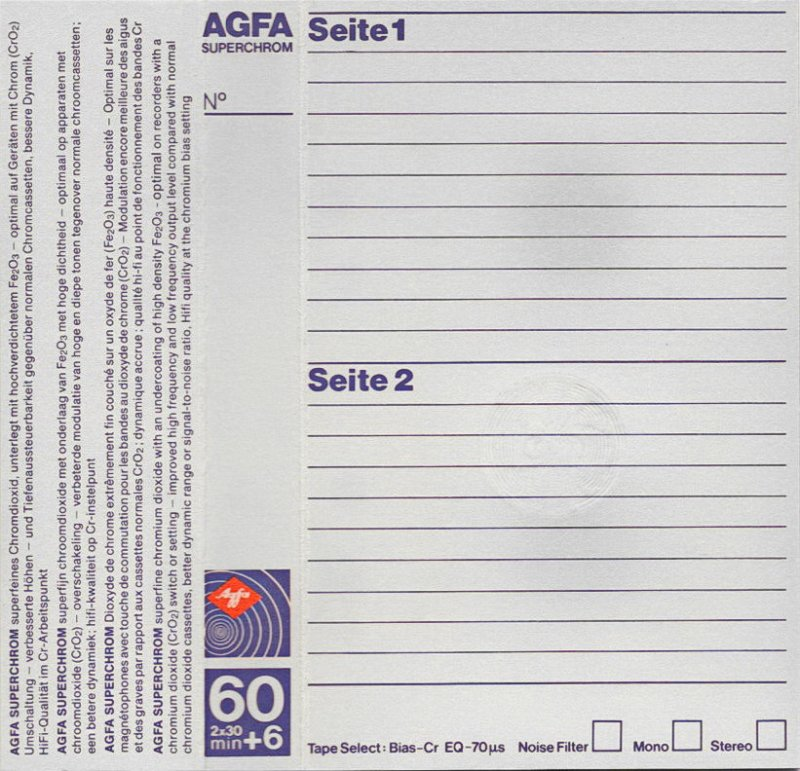 AGFA SUPERCHROM superfeines Chromdioxid, unterlegt mit hochverdichtetem Fe2O3 – optimal auf Geräten mit Chrom (CrO2)
Umschaltung – verbesserte Höhen – und Tiefenaussteuerbarkeit gegenüber normalen Chromcassetten, bessere Dynamik,
HiFi-Qualität im Cr-Arbeitspunkt
AGFA SUPERCHROM superfijn chroomdioxide met onderlaag van Fe2O3 met hoge dichtheid – optimaal op apparaten met
chroomdioxide (CrO2) – overschakeling – verbeterde modulatie van hoge en diepe tonen tegenover normale chroomcassetten;
een betere dynamiek; hifi-kwaliteit op Cr-instelpunt
AGFA SUPERCHROM Dioxyde de chrome extrêmement fin couché sur un oxyde de fer (Fe2O3) haute densité – Optimal sur les
magnétophones avec touche de commutation pour les bandes au dioxyde de chrome (CrO2) – Modulation encore meilleure des aigus
et des graves par rapport aux cassettes normales CrO2; dynamique accrue; qualité hi-fi au point de fonctionnement des bandes Cr
AGFA SUPERCHROM superfine chromium dioxide with an undercoating of high density Fe2O3 - optimal on recorders with a
chromium dioxide (CrO2) switch or setting – improved high frequency and low frequency output level compared with normal
chromium dioxide cassettes, better dynamic range or signal-to-noise ratio, Hifi quality at the chromium bias setting
AGFA
SUPERCHROM
Nº
Agfa
60
2x30
min+6
Seite 1
Seite 2
Tape Select: Bias-Cr EQ-70µs Noise Filter Mono Stereo